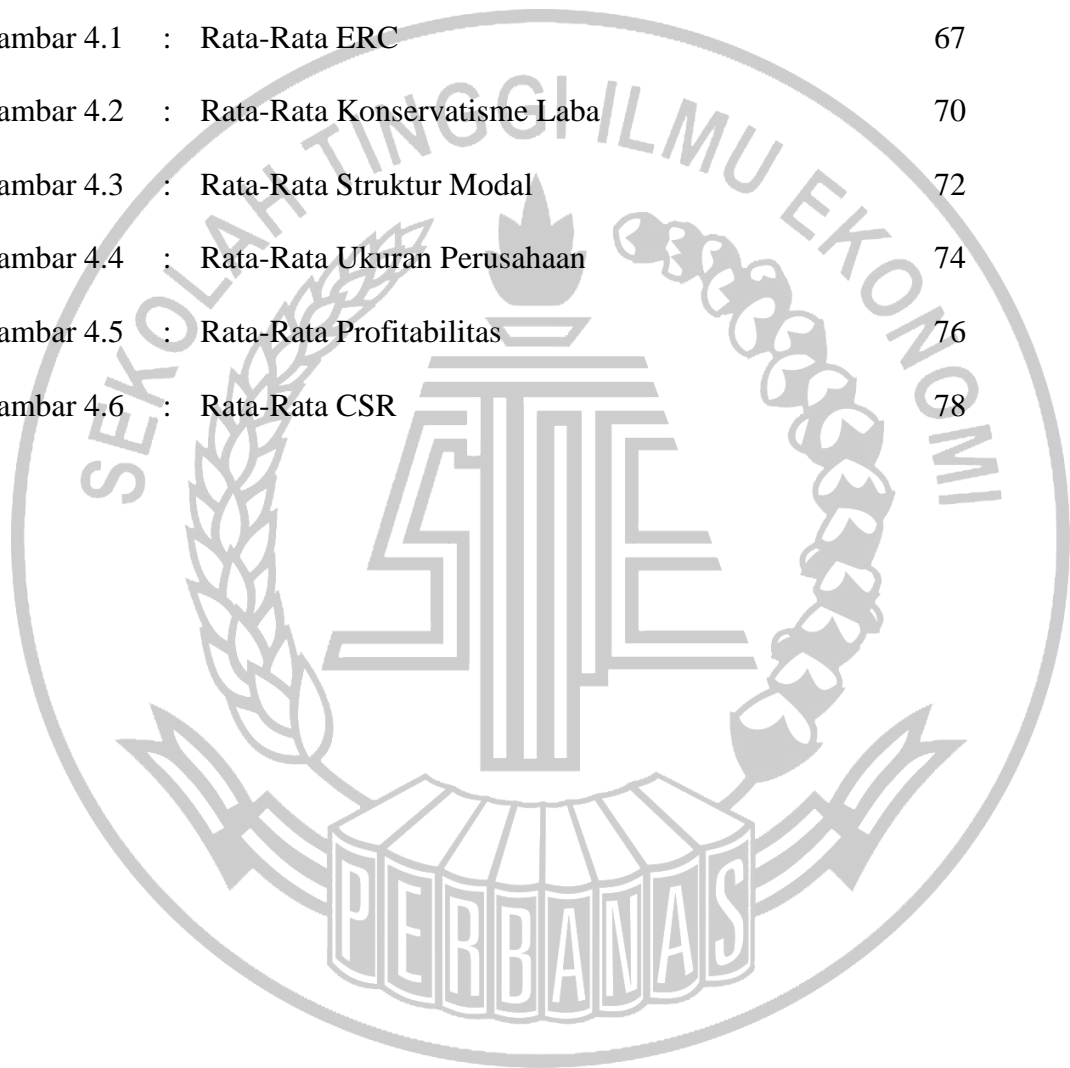 ambar 4.1 : Rata-Rata ERC 67
ambar 4.2 : Rata-Rata Konservatisme Laba 70
ambar 4.3 : Rata-Rata Struktur Modal 72
ambar 4.4 : Rata-Rata Ukuran Perusahaan 74
ambar 4.5 : Rata-Rata Profitabilitas 76
ambar 4.6 : Rata-Rata CSR 78
SEKOLAH TINGGI ILMU EKONOMI
STIE
PERBANAS